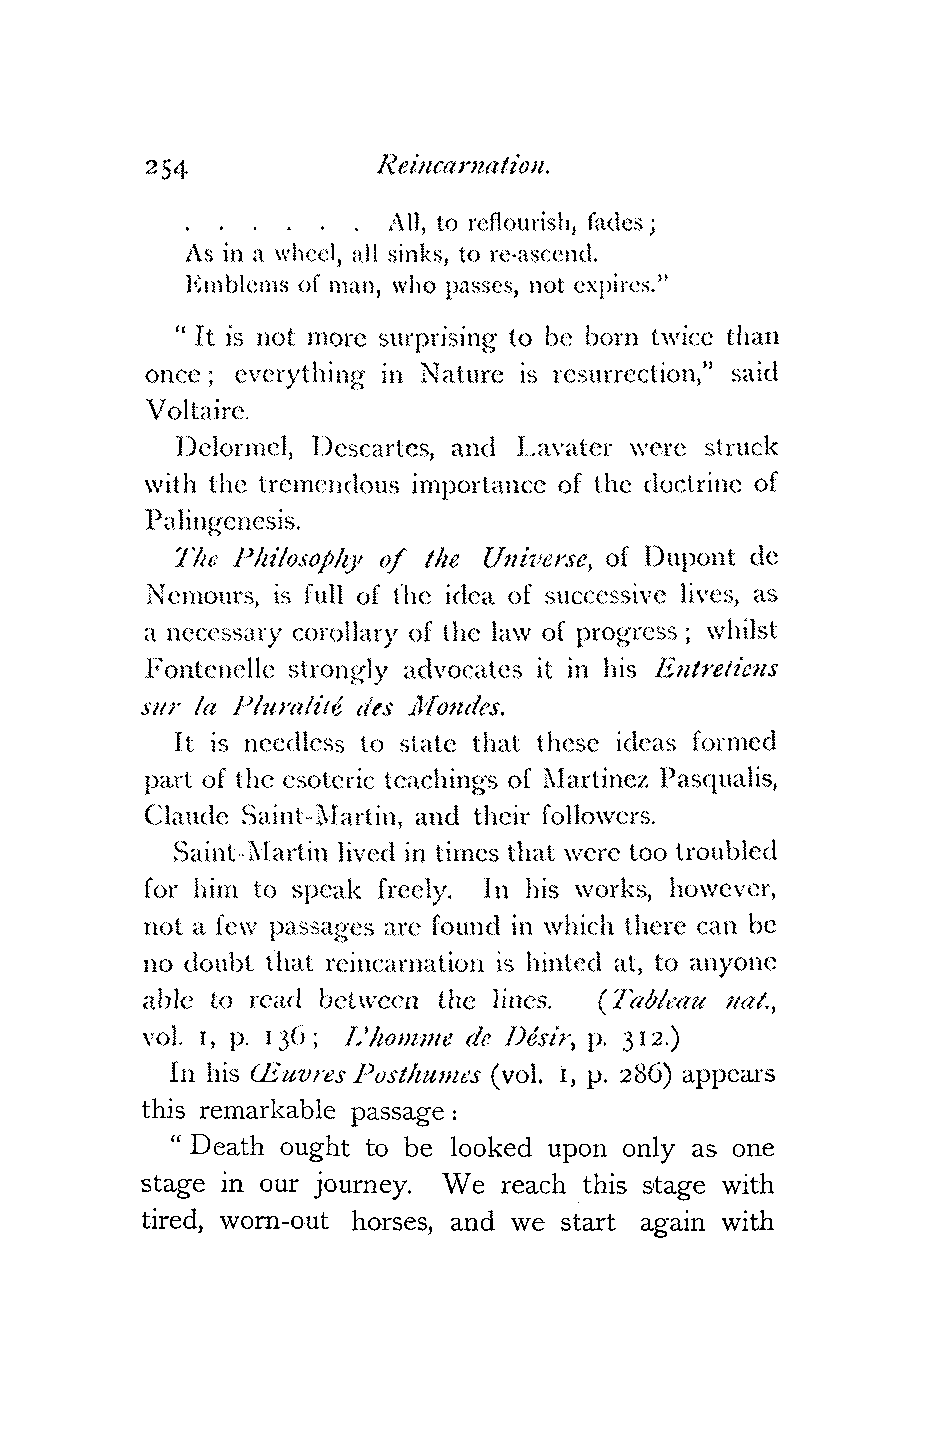 254 Reincarnation.
. . . . . . All, to reflourish, fades;
As in a wheel, all sinks, to re-ascend.
Emblems of man, who passes, not expires."
" It is not more surprising to be born twice than
once ; everything in Nature is resurrection," said
Voltaire.
Delormel, Descartes, and Lavater were struck
with the tremendous importance of the doctrine of
Palingenesis.
The Philosophy of the Universe, of Dupont de
Nemours, is full of the idea of successive lives, as
a necessary corollary of the law of progress ; whilst
Fontenelle strongly advocates it in his Entretiens
sur la Pluralité des Mondes.
It is needless to state that these ideas formed
part of the esoteric teachings of Martinez Pasqualis,
Claude Saint-Martin, and their followers.
Saint-Martin lived in times that were too troubled
for him to speak freely. In his works, however,
not a few passages are found in which there can be
no doubt that reincarnation is hinted at, to anyone
able to read between the lines. (Tableau nat.,
vol. 1, p. 136 ; L'homme de Désir, p. 312.)
In his Œuvres Posthumes (vol. 1, p. 286) appears
this remarkable passage :
" Death ought to be looked upon only as one
stage in our journey. We reach this stage with
tired, worn-out horses, and we start again with